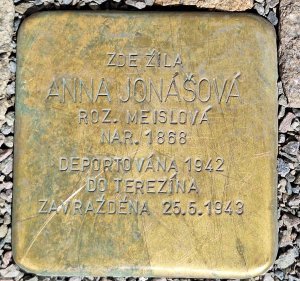 ZDE ŽILA
ANNA JONÁŠOVÁ
ROZ. MEISLOVÁ
NAR. 1868
DEPORTOVÁNA 1942
DO TEREZÍNA
ZAVRAŽDĚNA 25.5.1943